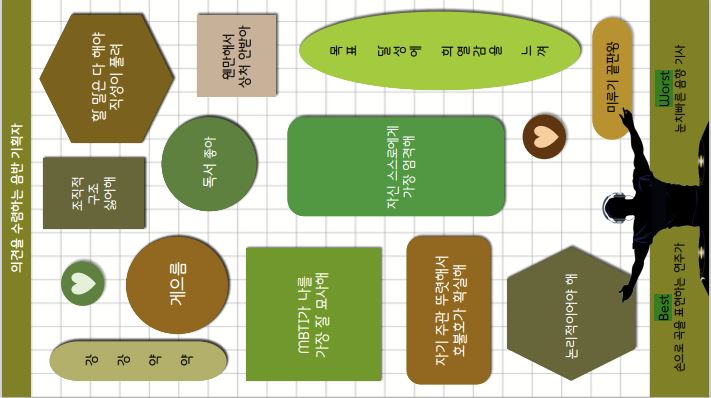 의견을 수렴하는 음반 기획자
강
강
약
약
조직적
구조
싫어해
할 말은 다 해야
직성이 풀려
게으름
독서 좋아
웬만해서
상처 안받아
MBTI가 나를
가장 잘 묘사해
자신 스스로에게
가장 엄격해
목표 달성에 희열감을 느껴
자기 주관 뚜렷해서
호불호가 확실해
논리적이어야 해
미루기 끝판왕
Best
손으로 곡을 표현하는 연주가
Worst
눈치빠른 음향 기사